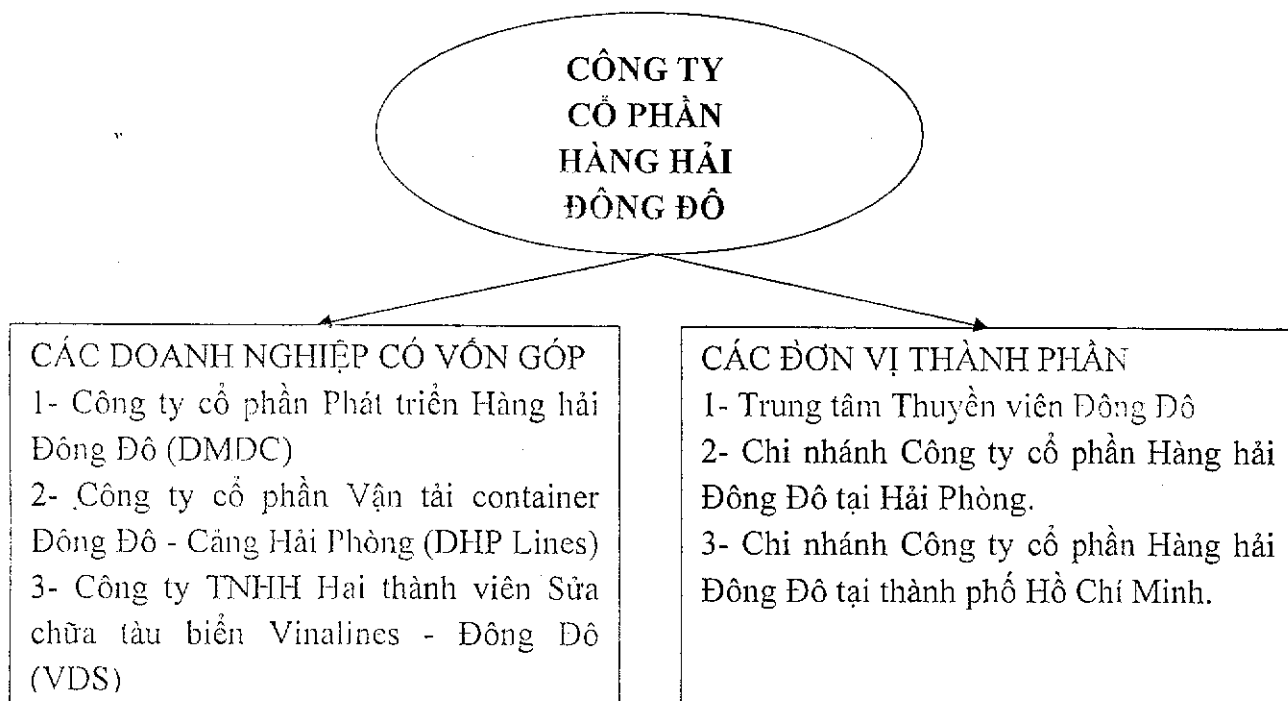 CÔNG TY
CỔ PHẦN
HÀNG HẢI
ĐÔNG ĐÔ
CÁC DOANH NGHIỆP CÓ VỐN GÓP
1- Công ty cổ phần Phát triển Hàng hải
Đông Đô (DMDC)
2- Công ty cổ phần Vận tải container
Đông Đô - Cảng Hải Phòng (DHP Lines)
3- Công ty TNHH Hai thành viên Sửa
chữa tàu biển Vinalines - Đông Đô
(VDS)
CÁC ĐƠN VỊ THÀNH PHẦN
1- Trung tâm Thuyền viên Đông Đô
2- Chi nhánh Công ty cổ phần Hàng hải
Đông Đô tại Hải Phòng.
3- Chi nhánh Công ty cổ phần Hàng hải
Đông Đô tại thành phố Hồ Chí Minh.